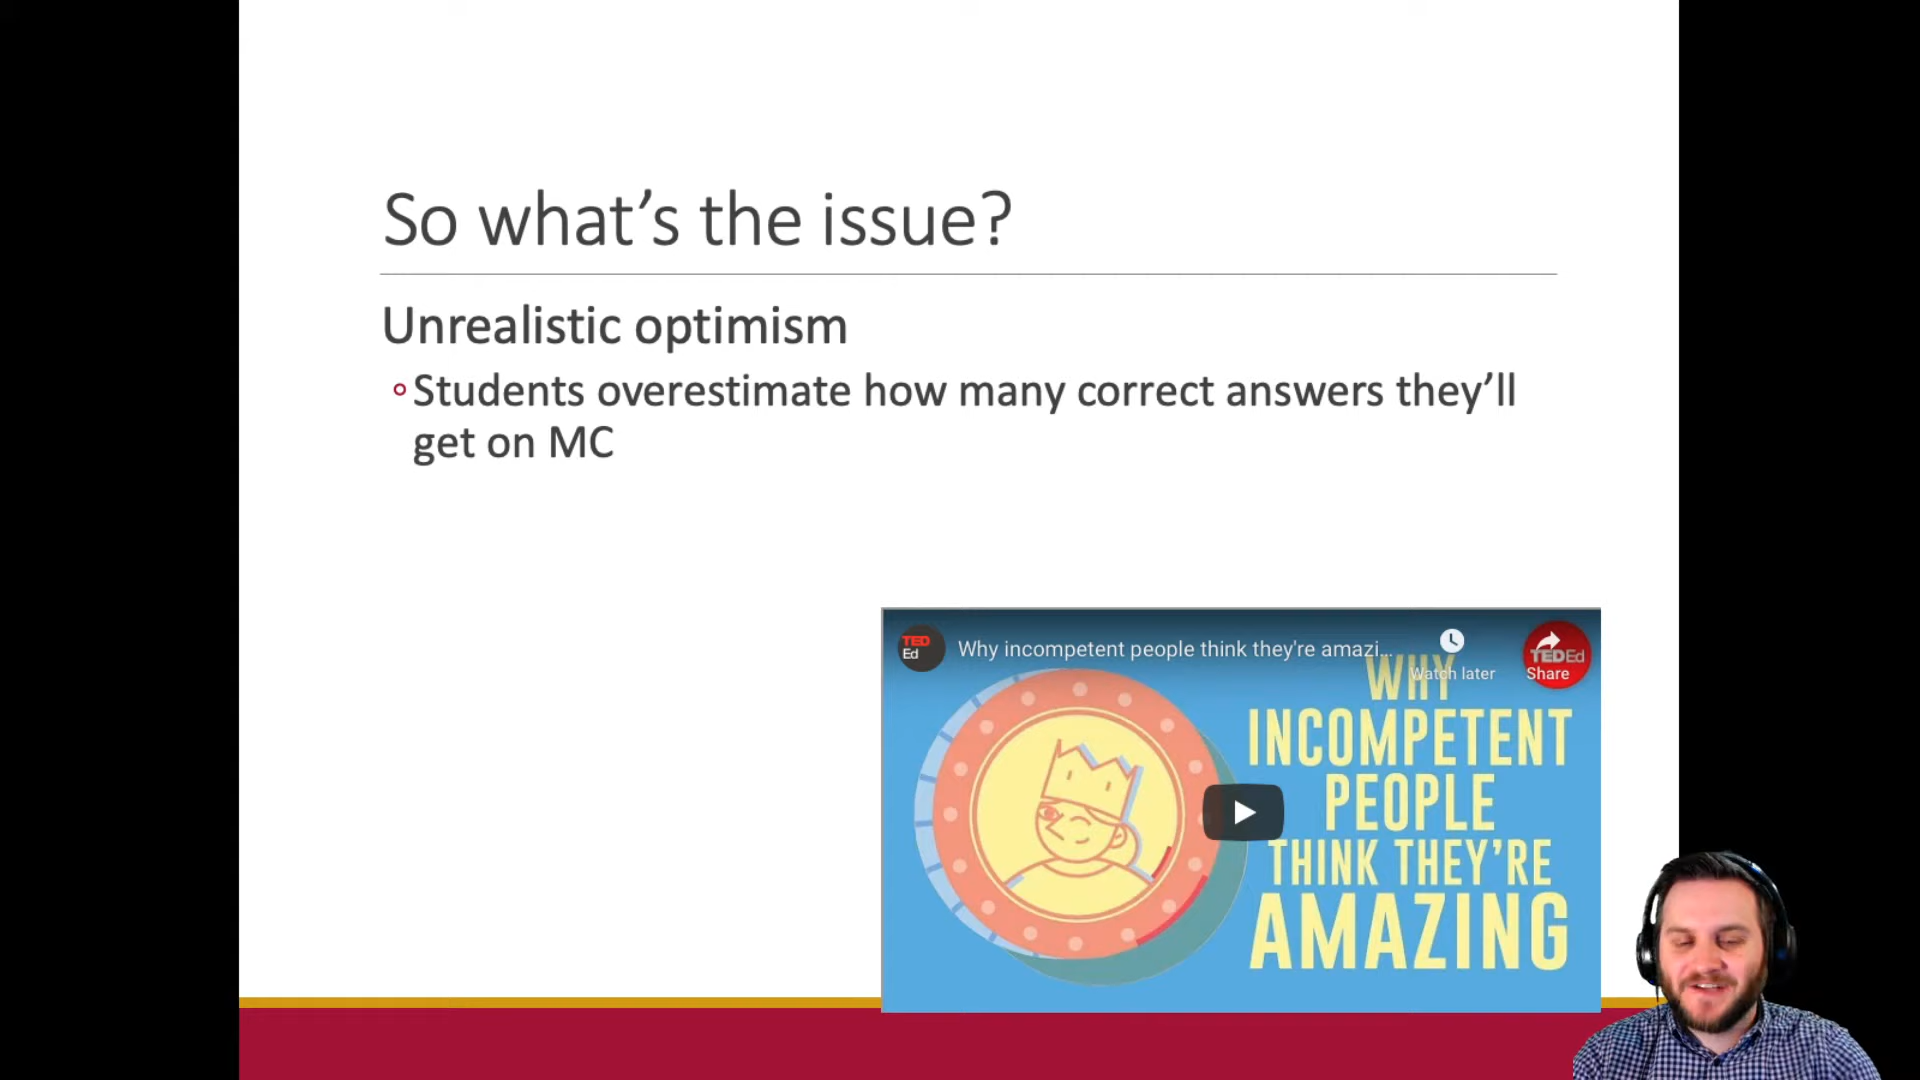 So what’s the issue?
Unrealistic optimism
Students overestimate how many correct answers they’ll
get on MC
TED
Ed
Why incompetent people think they're amazi...
Watch later
TEDEd
Share
WHY
INCOMPETENT
PEOPLE
THINK THEY’RE
AMAZING